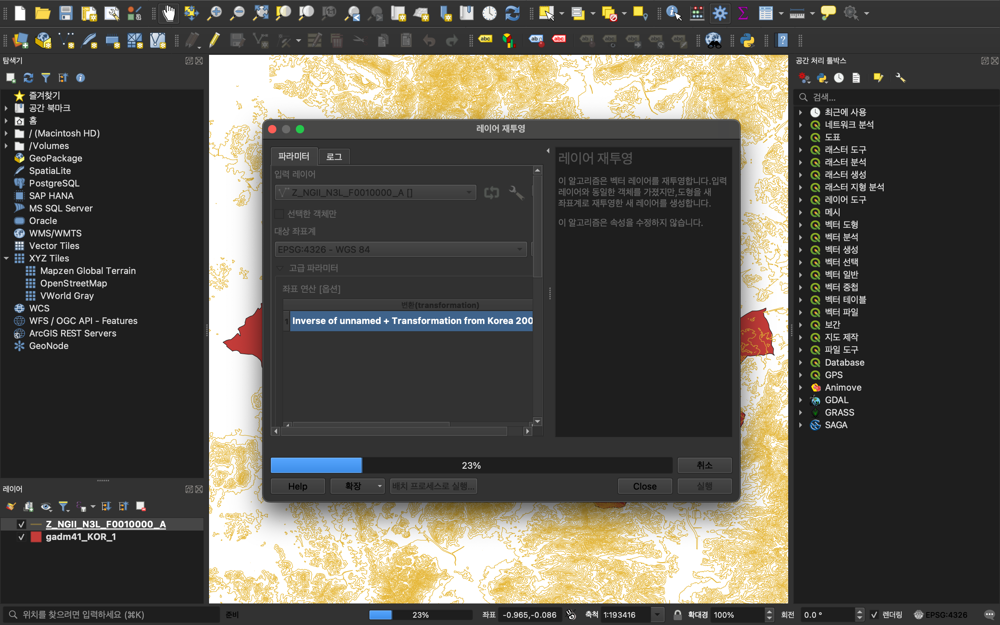 탐색기
즐겨찾기
공간 북마크
홈
/ (Macintosh HD)
/Volumes
GeoPackage
SpatiaLite
PostgreSQL
SAP HANA
MS SQL Server
Oracle
WMS/WMTS
Vector Tiles
XYZ Tiles
Mapzen Global Terrain
OpenStreetMap
VWorld Gray
WCS
WFS / OGC API - Features
ArcGIS REST Servers
GeoNode
레이어
Z_NGII_N3L_F0010000_A
gadm41_KOR_1
레이어 재투영
파라미터
로그
입력 레이어
Z_NGII_N3L_F0010000_A []
선택한 객체만
대상 좌표계
EPSG:4326 - WGS 84
고급 파라미터
좌표 연산 [옵션]
변환(transformation)
1 Inverse of unnamed + Transformation from Korea 200
레이어 재투영
이 알고리즘은 벡터 레이어를 재투영합니다.입력
레이어와 동일한 객체를 가졌지만,도형을 새
좌표계로 재투영한 새 레이어를 생성합니다.
이 알고리즘은 속성을 수정하지 않습니다.
23%
취소
Help
확장
배치 프로세스로 실행...
Close
실행
공간 처리 툴박스
검색...
최근에 사용
네트워크 분석
도표
래스터 도구
래스터 분석
래스터 생성
래스터 지형 분석
레이어 도구
메시
벡터 도형
벡터 분석
벡터 생성
벡터 선택
벡터 일반
벡터 중첩
벡터 테이블
벡터 파일
보간
지도 제작
파일 도구
Database
GPS
Animove
GDAL
GRASS
SAGA
위치를 찾으려면 입력하세요 (⌘K)
준비
23%
좌표 -0.965,-0.086
축척 1:193416
확대경 100%
회전 0.0 °
렌더링
EPSG:4326